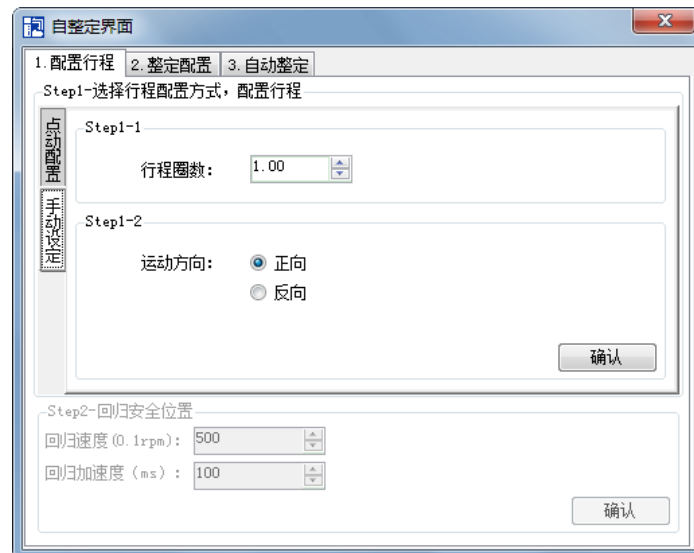 自整定界面
1.配置行程 2.整定配置 3.自动整定
Step1-选择行程配置方式，配置行程
点动配置
手动设定
Step1-1
行程圈数： 1.00
Step1-2
运动方向： 正向
反向
确认
Step2-回归安全位置
回归速度(0.1rpm)： 500
回归加速度（ms）： 100
确认